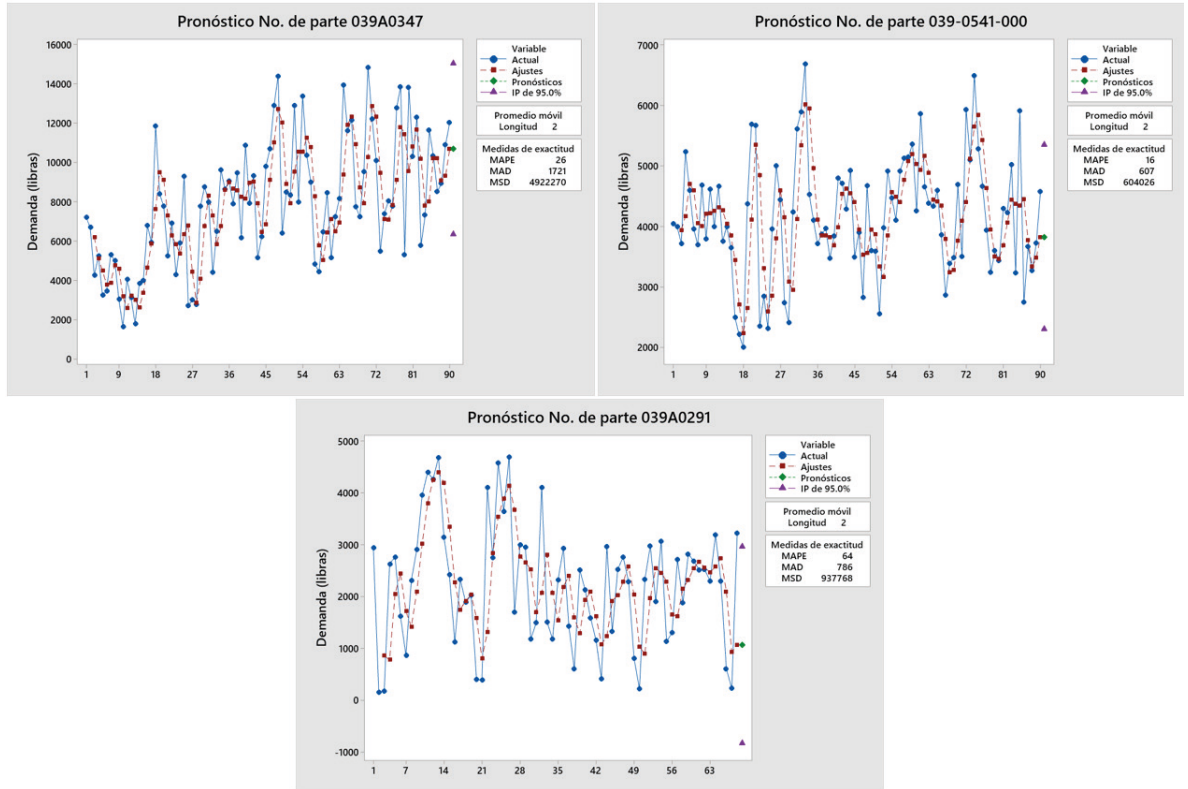 Pronóstico No. de parte 039A0347
Demanda (libras)
16000
14000
12000
10000
8000
6000
4000
2000
0
1 9 18 27 36 45 54 63 72 81 90
Variable
Actual
Ajustes
Pronósticos
IP de 95.0%
Promedio móvil
Longitud 2
Medidas de exactitud
MAPE 26
MAD 1721
MSD 4922270
Pronóstico No. de parte 039-0541-000
Demanda (libras)
7000
6000
5000
4000
3000
2000
1 9 18 27 36 45 54 63 72 81 90
Variable
Actual
Ajustes
Pronósticos
IP de 95.0%
Promedio móvil
Longitud 2
Medidas de exactitud
MAPE 16
MAD 607
MSD 604026
Pronóstico No. de parte 039A0291
Demanda (libras)
5000
4000
3000
2000
1000
0
-1000
1 7 14 21 28 35 42 49 56 63
Variable
Actual
Ajustes
Pronósticos
IP de 95.0%
Promedio móvil
Longitud 2
Medidas de exactitud
MAPE 64
MAD 786
MSD 937768